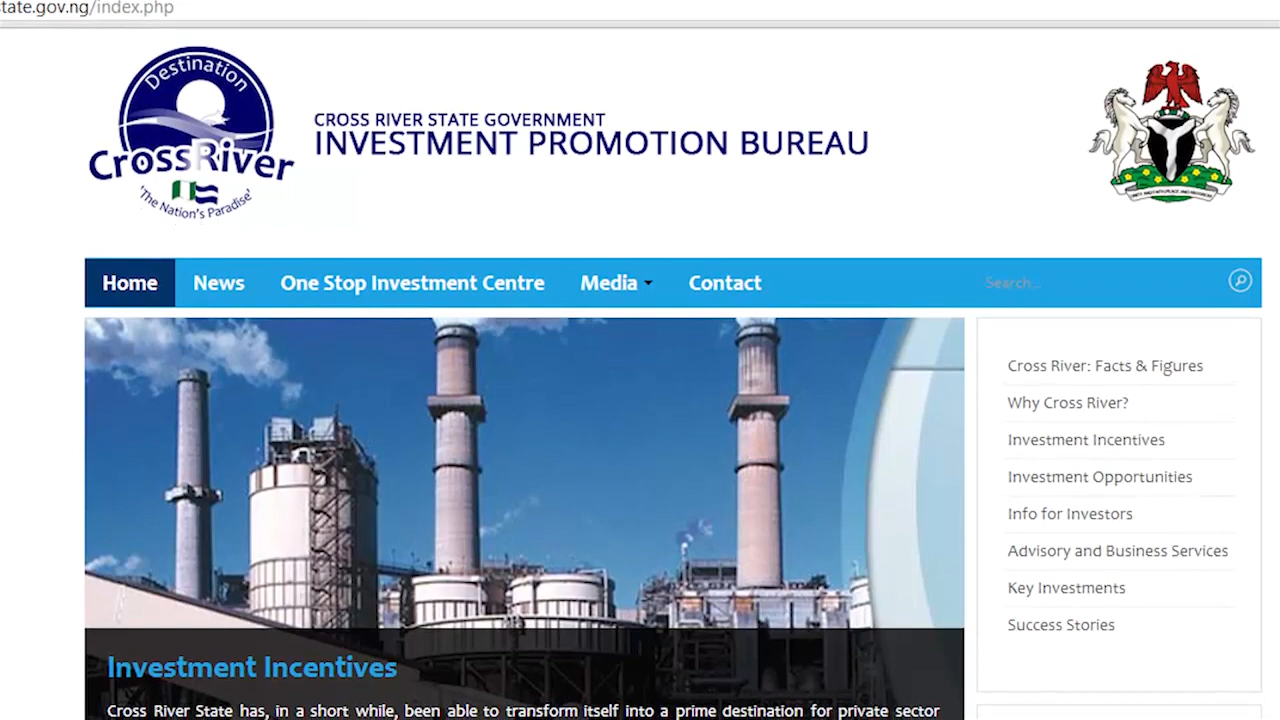 tate.gov.ng/index.php
Destination
CrossRiver
'The Nation's Paradise'
CROSS RIVER STATE GOVERNMENT
INVESTMENT PROMOTION BUREAU
Home
News
One Stop Investment Centre
Media
Contact
Search...
Cross River: Facts & Figures
Why Cross River?
Investment Incentives
Investment Opportunities
Info for Investors
Advisory and Business Services
Key Investments
Success Stories
Investment Incentives
Cross River State has, in a short while, been able to transform itself into a prime destination for private sector